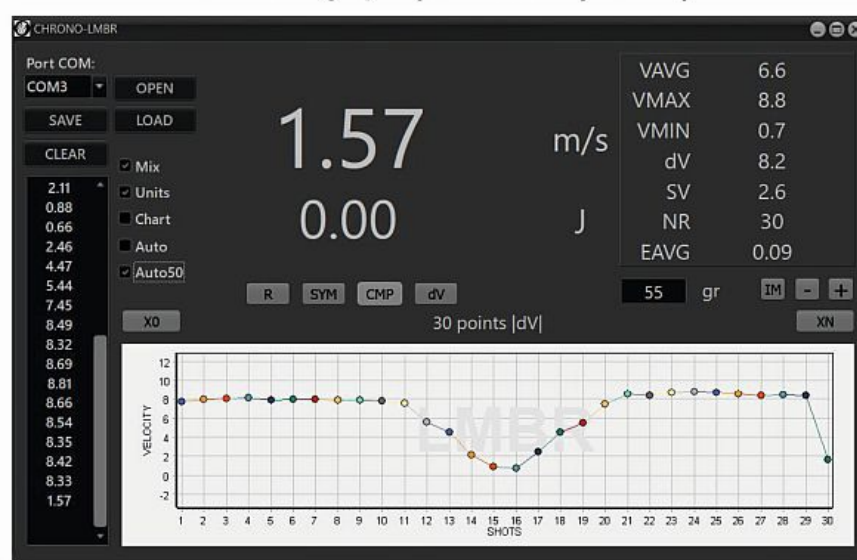 CHRONO-LMBR
Port COM:
COM3
OPEN
SAVE
LOAD
CLEAR
Mix
Units
Chart
Auto
Auto50
2.11
0.88
0.66
2.46
4.47
5.44
7.45
8.49
8.32
8.69
8.81
8.66
8.54
8.35
8.42
8.33
1.57
1.57 m/s
0.00 J
R SYM CMP dV
VAVG 6.6
VMAX 8.8
VMIN 0.7
dV 8.2
SV 2.6
NR 30
EAVG 0.09
55 gr IM - +
X0
30 points |dV|
XN
LMBR
VELOCITY
12
10
8
6
4
2
0
-2
1 2 3 4 5 6 7 8 9 10 11 12 13 14 15 16 17 18 19 20 21 22 23 24 25 26 27 28 29 30
SHOTS